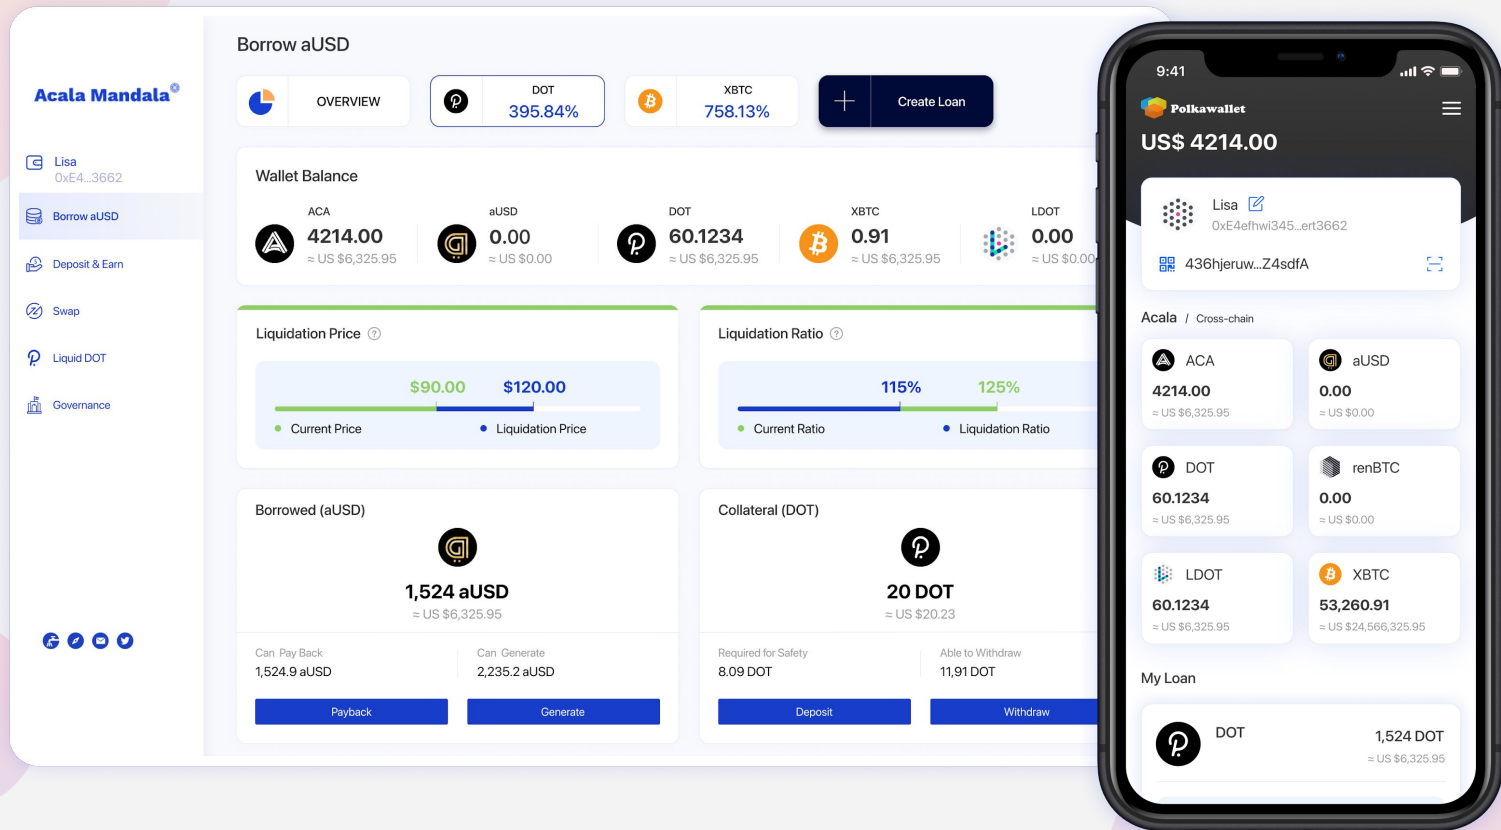 Borrow aUSD
Acala Mandala
OVERVIEW
DOT
395.84%
XBTC
758.13%
Create Loan
Lisa
0xE4...3662
Borrow aUSD
Deposit & Earn
Swap
Liquid DOT
Governance
Wallet Balance
ACA
4214.00
≈ US $6,325.95
aUSD
0.00
≈ US $0.00
DOT
60.1234
≈ US $6,325.95
XBTC
0.91
≈ US $6,325.95
LDOT
0.00
≈ US $0.00
Liquidation Price ?
$90.00 $120.00
Current Price Liquidation Price
Liquidation Ratio ?
115% 125%
Current Ratio Liquidation Ratio
Borrowed (aUSD)
1,524 aUSD
≈ US $6,325.95
Can Pay Back
1,524.9 aUSD
Can Generate
2,235.2 aUSD
Payback
Generate
Collateral (DOT)
20 DOT
≈ US $20.23
Required for Safety
8.09 DOT
Able to Withdraw
11,91 DOT
Deposit
Withdraw
9:41
Polkawallet
US$ 4214.00
Lisa
0xE4efhwi345...ert3662
436hjeruw...Z4sdfA
Acala / Cross-chain
ACA
4214.00
≈ US $6,325.95
aUSD
0.00
≈ US $0.00
DOT
60.1234
≈ US $6,325.95
renBTC
0.00
≈ US $0.00
LDOT
60.1234
≈ US $6,325.95
XBTC
53,260.91
≈ US $24,566,325.95
My Loan
DOT
1,524 DOT
≈ US $6,325.95